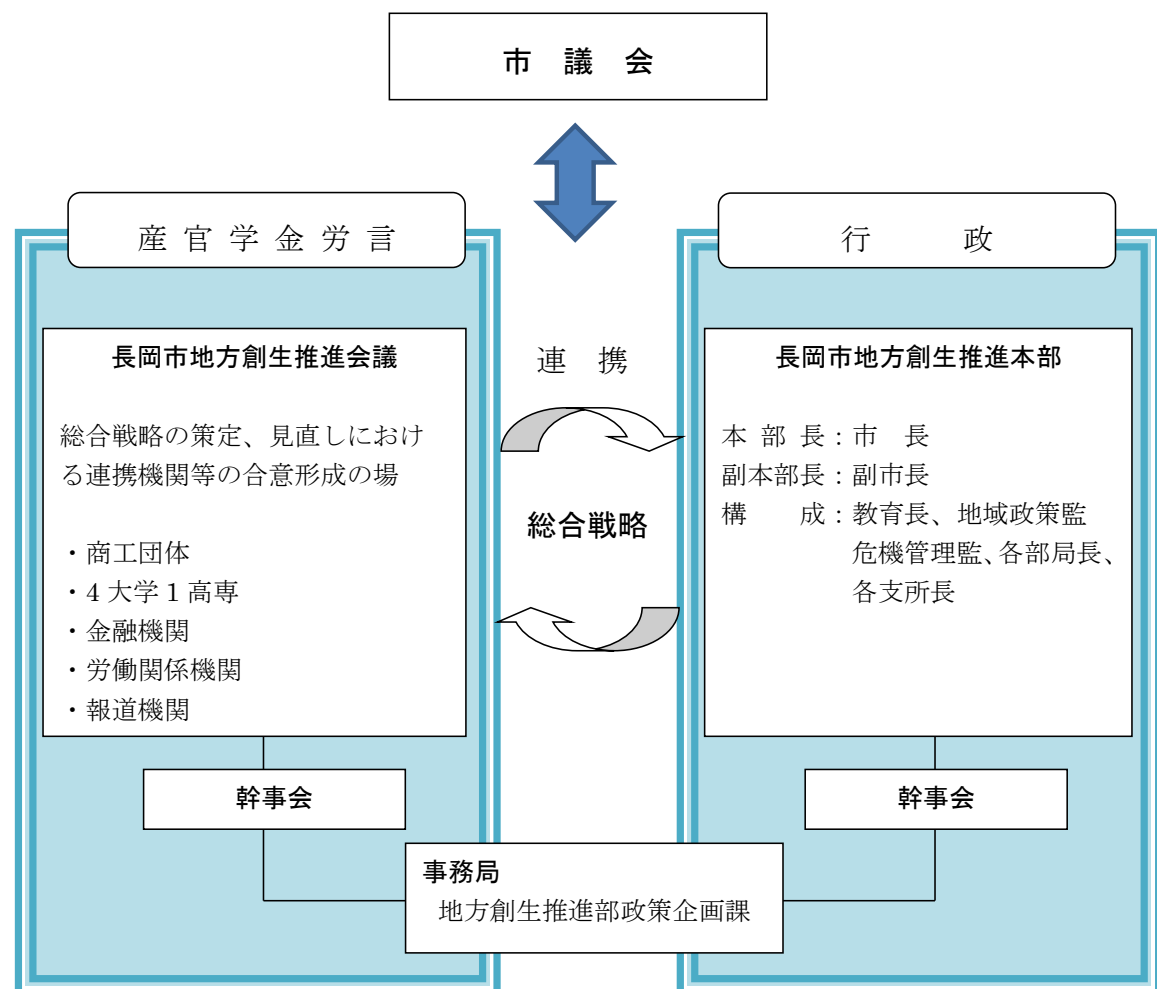 市 議 会
産 官 学 金 労 言
長岡市地方創生推進会議
総合戦略の策定、見直しにおけ
る連携機関等の合意形成の場
・商工団体
・4 大学 1 高専
・金融機関
・労働関係機関
・報道機関
幹事会
連 携
総合戦略
行 政
長岡市地方創生推進本部
本 部 長：市 長
副本部長：副市長
構 成：教育長、地域政策監
危機管理監、各部局長、
各支所長
幹事会
事務局
地方創生推進部政策企画課